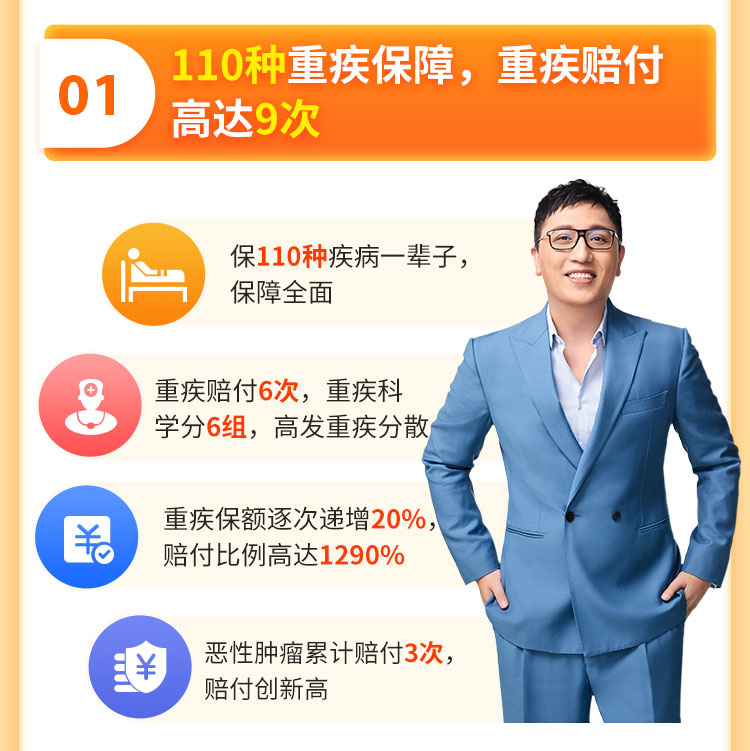 01
110种重疾保障，重疾赔付
高达9次
保110种疾病一辈子，
保障全面
重疾赔付6次，重疾科
学分6组，高发重疾分散
重疾保额逐次递增20%，
赔付比例高达1290%
恶性肿瘤累计赔付3次，
赔付创新高